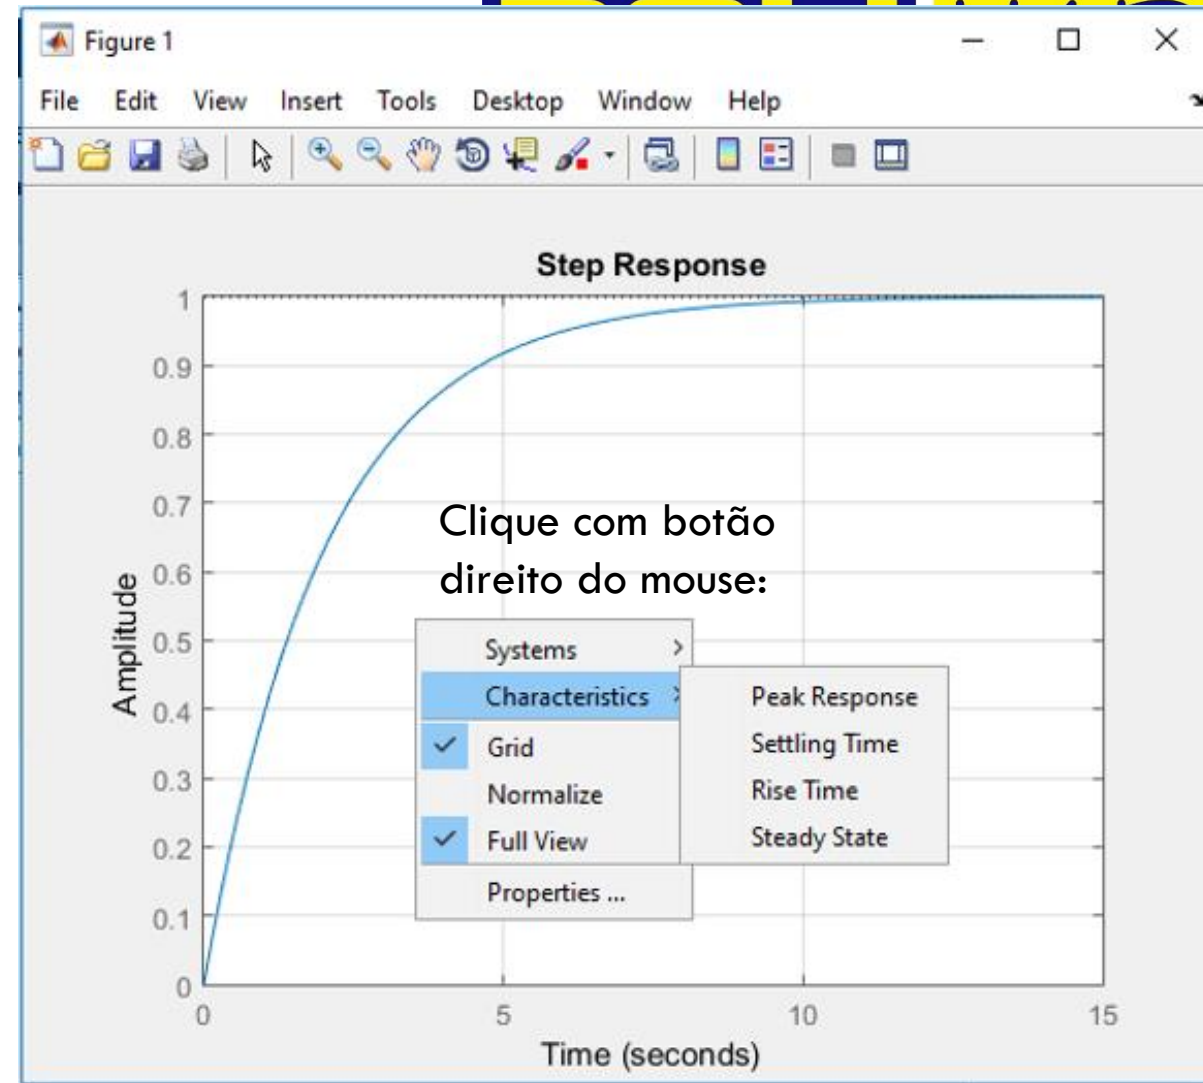 Figure 1
File Edit View Insert Tools Desktop Window Help
Step Response
1
0.9
0.8
0.7
0.6
0.5
0.4
0.3
0.2
0.1
0
Amplitude
Clique com botão
direito do mouse:
Systems
Characteristics
Grid
Normalize
Full View
Properties ...
Peak Response
Settling Time
Rise Time
Steady State
0 5 10 15
Time (seconds)